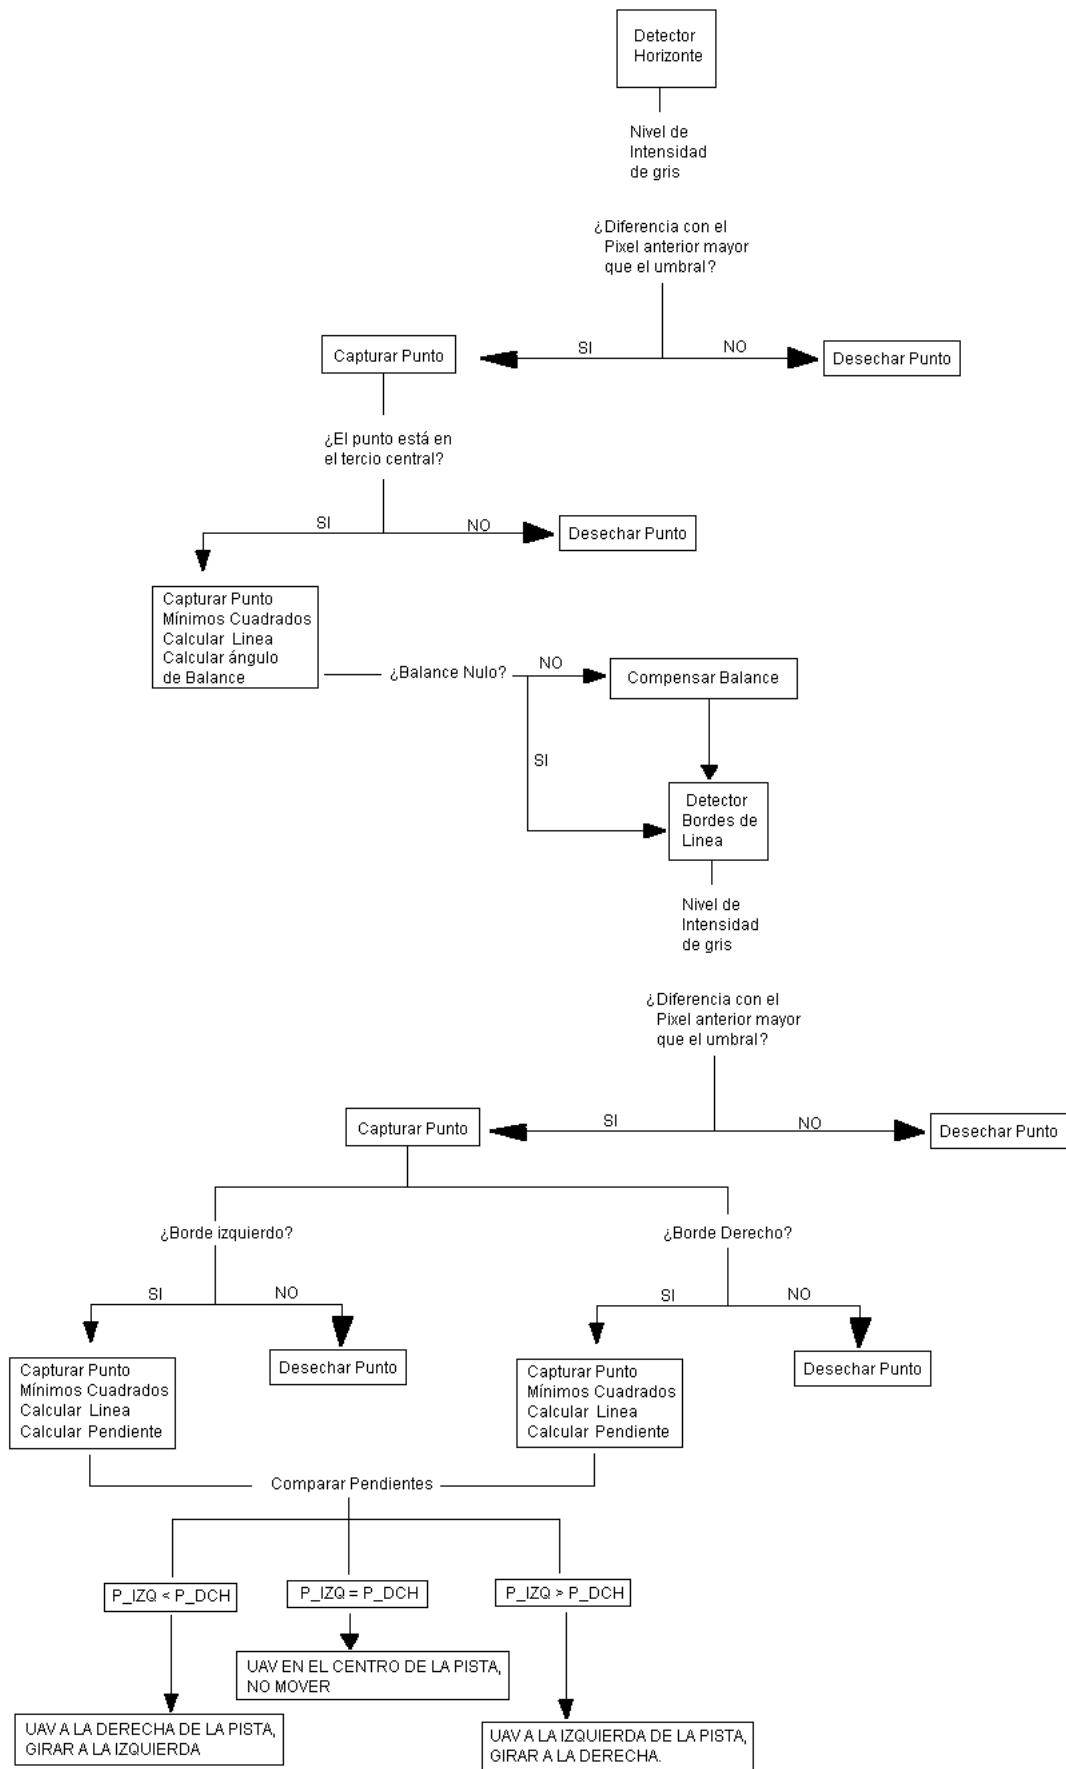 Detector
Horizonte
Nivel de
Intensidad
de gris
¿Diferencia con el
Pixel anterior mayor
que el umbral?
SI
NO
Capturar Punto
Desechar Punto
¿El punto está en
el tercio central?
SI
NO
Desechar Punto
Capturar Punto
Mínimos Cuadrados
Calcular Linea
Calcular ángulo
de Balance
¿Balance Nulo?
NO
Compensar Balance
SI
Detector
Bordes de
Linea
Nivel de
Intensidad
de gris
¿Diferencia con el
Pixel anterior mayor
que el umbral?
SI
NO
Capturar Punto
Desechar Punto
¿Borde izquierdo?
¿Borde Derecho?
SI
NO
SI
NO
Capturar Punto
Mínimos Cuadrados
Calcular Linea
Calcular Pendiente
Desechar Punto
Capturar Punto
Mínimos Cuadrados
Calcular Linea
Calcular Pendiente
Desechar Punto
Comparar Pendientes
P_IZQ < P_DCH
P_IZQ = P_DCH
P_IZQ > P_DCH
UAV EN EL CENTRO DE LA PISTA,
NO MOVER
UAV A LA DERECHA DE LA PISTA,
GIRAR A LA IZQUIERDA
UAV A LA IZQUIERDA DE LA PISTA,
GIRAR A LA DERECHA.